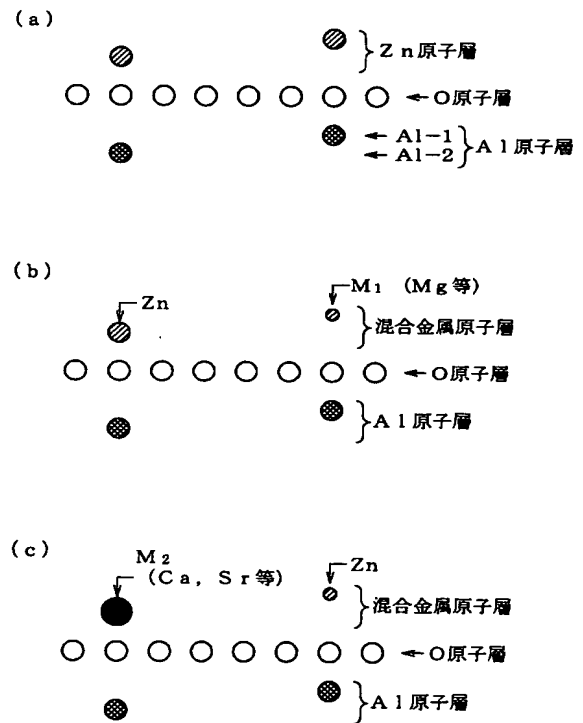 (a)
Zn原子層
←O原子層
←Al-1
←Al-2
Al原子層
(b)
Zn
M₁ (Mg等)
混合金属原子層
←O原子層
Al原子層
(c)
M₂
(Ca, Sr等)
Zn
混合金属原子層
←O原子層
Al原子層